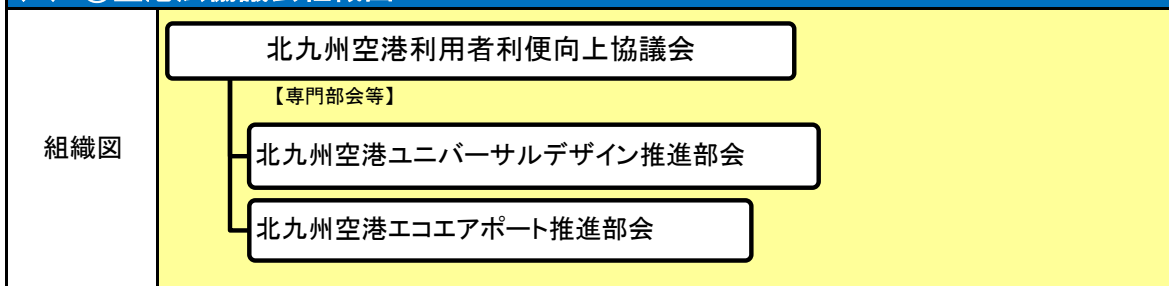 北九州空港利用者利便向上協議会
【専門部会等】
組織図
北九州空港ユニバーサルデザイン推進部会
北九州空港エコエアポート推進部会